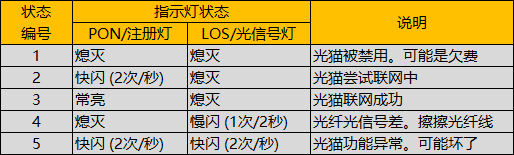 状态编号 指示灯状态 说明
PON/注册灯 LOS/光信号灯
1 熄灭 熄灭 光猫被禁用。可能是欠费
2 快闪 (2次/秒) 熄灭 光猫尝试联网中
3 常亮 熄灭 光猫联网成功
4 熄灭 慢闪 (1次/2秒) 光纤光信号差。擦擦光纤线
5 快闪 (2次/秒) 快闪 (2次/秒) 光猫功能异常。可能坏了